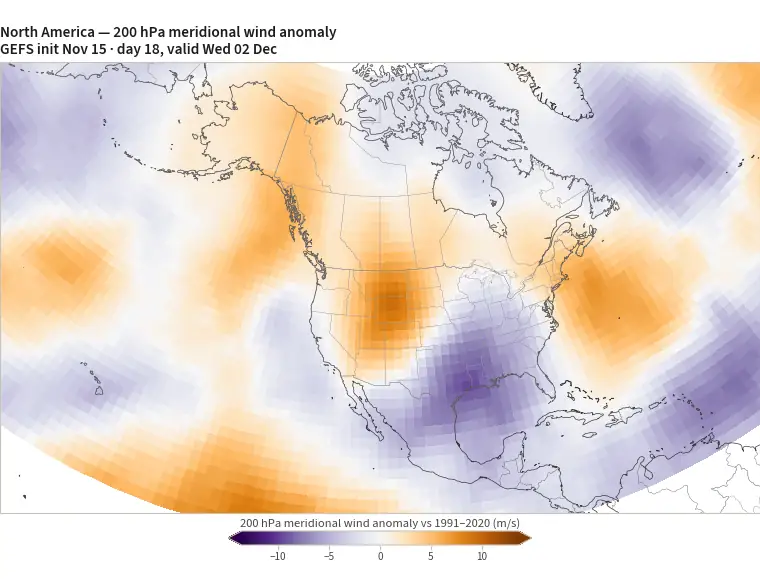 North America — 200 hPa meridional wind anomaly
GEFS init Nov 15 · day 18, valid Wed 02 Dec
200 hPa meridional wind anomaly vs 1991–2020 (m/s)
−10 −5 0 5 10